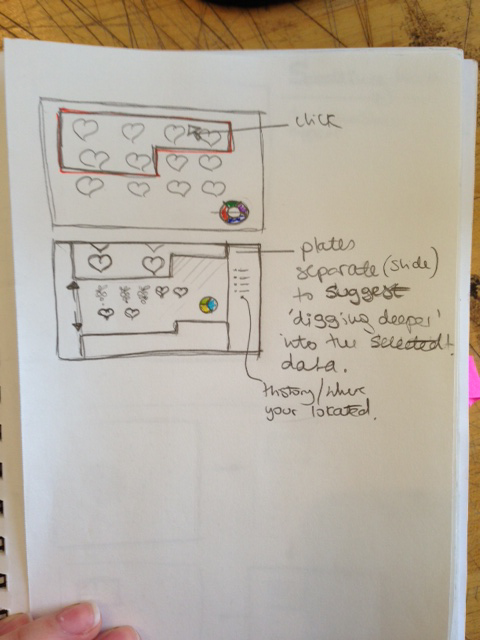 click
plates
separate (slide)
to suggest
'digging deeper'
into the selected
data.
History/where
your located.